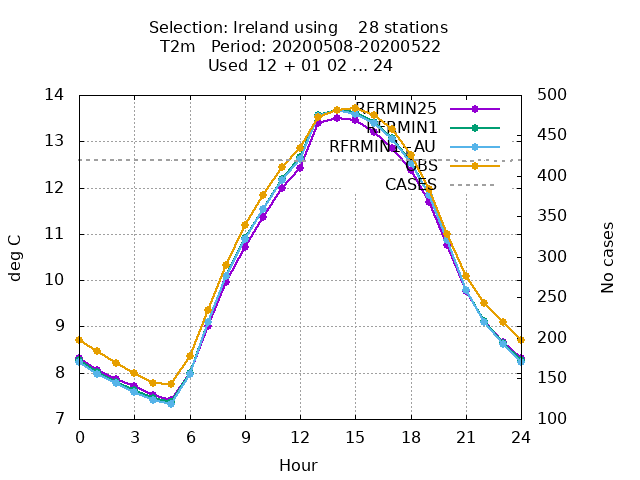 Selection: Ireland using    28 stations
T2m   Period: 20200508-20200522
Used  12 + 01 02 ... 24
14
13
12
11
10
9
8
7
500
450
400
350
300
250
200
150
100
RFRMIN25
RFRMIN1
RFRMIN1-AU
OBS
CASES
deg C
No cases
0 3 6 9 12 15 18 21 24
Hour